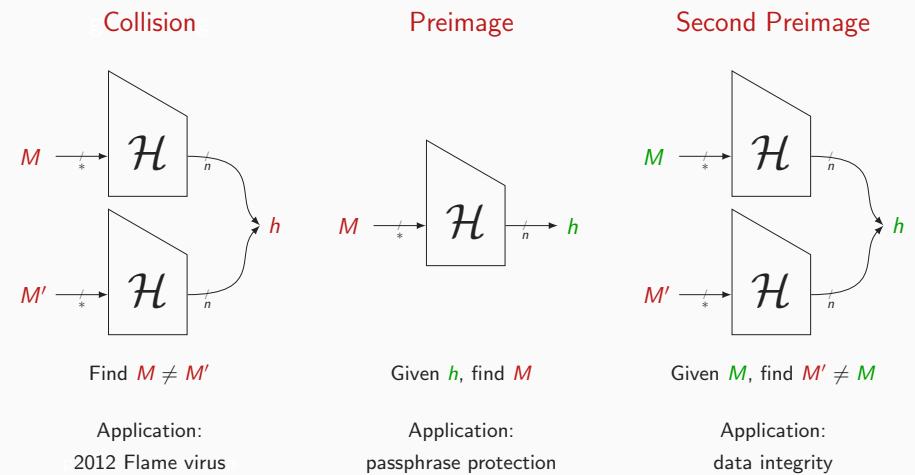 Collision
M
*
H
n
h
M′
*
H
n
Find M ≠ M′
Application:
2012 Flame virus
Preimage
M
*
H
n
h
Given h, find M
Application:
passphrase protection
Second Preimage
M
*
H
n
h
M′
*
H
n
Given M, find M′ ≠ M
Application:
data integrity